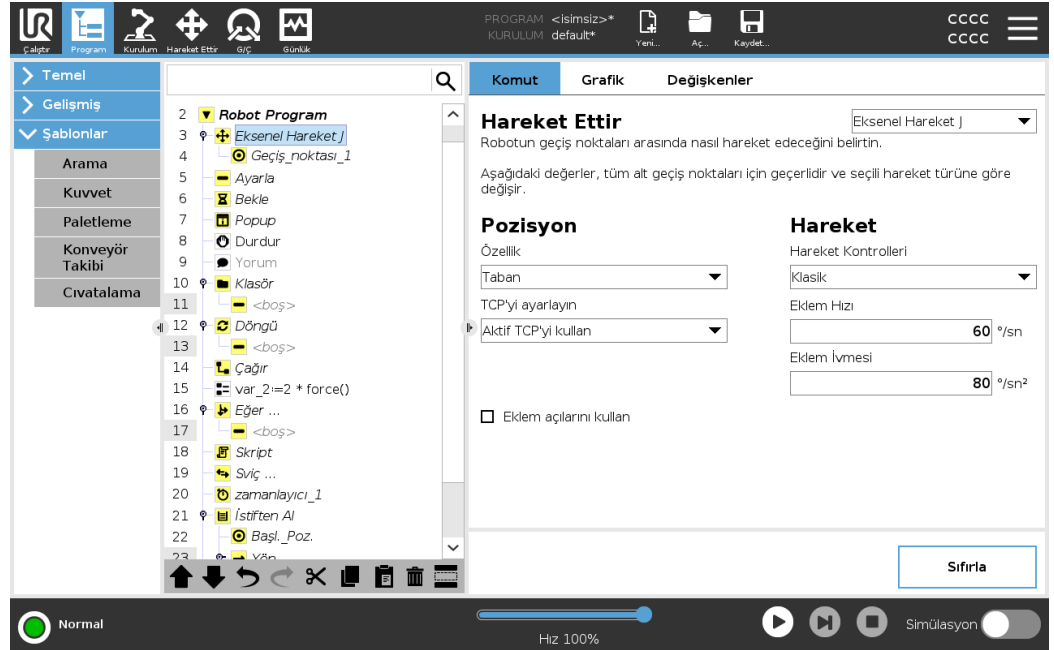 PROGRAM <isimsiz>*
KURULUM default*
CCCC
CCCC
Çalıştır
Program
Kurulum
Hareket Ettir
G/Ç
Günlük
Yeni...
Aç...
Kaydet...
Temel
Gelişmiş
Şablonlar
Arama
Kuvvet
Paletleme
Konveyör
Takibi
Cıvatalama
2 Robot Program
3 Eksenel Hareket J
4 Geçiş_noktası_1
5 Ayarla
6 Bekle
7 Popup
8 Durdur
9 Yorum
10 Klasör
11 <boş>
12 Döngü
13 <boş>
14 Çağır
15 var_2≔2 * force()
16 Eğer ...
17 <boş>
18 Skript
19 Sviç ...
20 zamanlayıcı_1
21 İstiften Al
22 Başl._Poz.
23 Yön
Komut Grafik Değişkenler
Hareket Ettir
Eksenel Hareket J
Robotun geçiş noktaları arasında nasıl hareket edeceğini belirtin.
Aşağıdaki değerler, tüm alt geçiş noktaları için geçerlidir ve seçili hareket türüne göre
değişir.
Pozisyon
Özellik
Taban
TCP'yi ayarlayın
Aktif TCP'yi kullan
Eklem açılarını kullan
Hareket
Hareket Kontrolleri
Klasik
Eklem Hızı
60 °/sn
Eklem İvmesi
80 °/sn²
Sıfırla
Normal
Hız 100%
Simülasyon